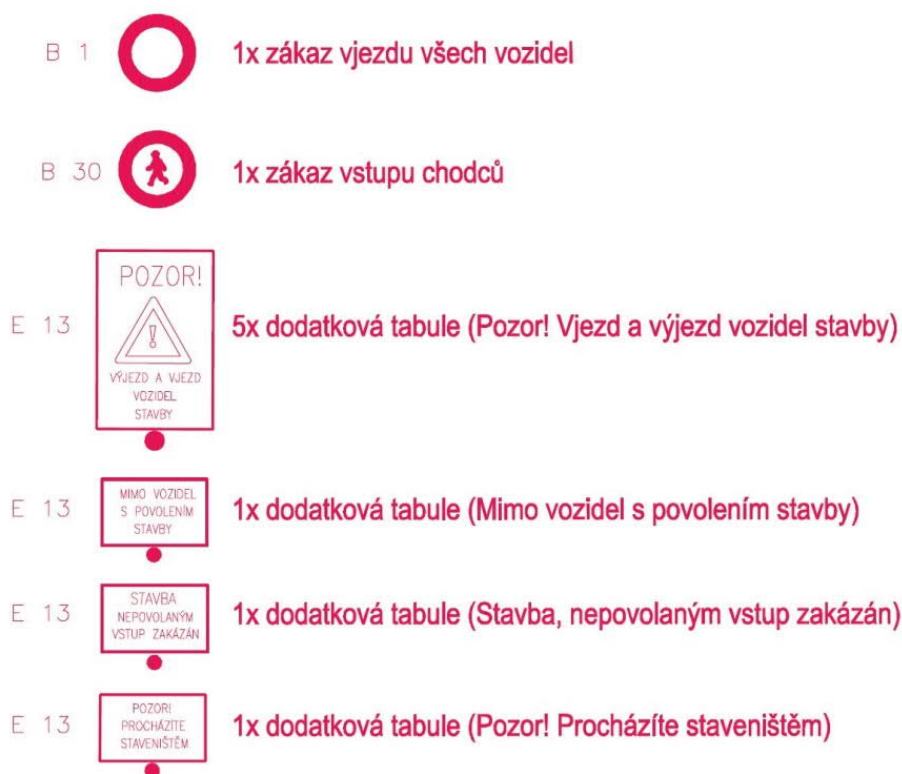 B 1 1x zákaz vjezdu všech vozidel
B 30 1x zákaz vstupu chodců
POZOR!
E 13 5x dodatková tabule (Pozor! Vjezd a výjezd vozidel stavby)
!
VÝJEZD A VJEZD
VOZIDEL
STAVBY
MIMO VOZIDEL
E 13 S POVOLENÍM 1x dodatková tabule (Mimo vozidel s povolením stavby)
STAVBY
STAVBA
E 13 NEPOVOLANÝM 1x dodatková tabule (Stavba, nepovolaným vstup zakázán)
VSTUP ZAKÁZÁN
POZOR!
E 13 PROCHÁZÍTE 1x dodatková tabule (Pozor! Procházíte staveništěm)
STAVENIŠTĚM